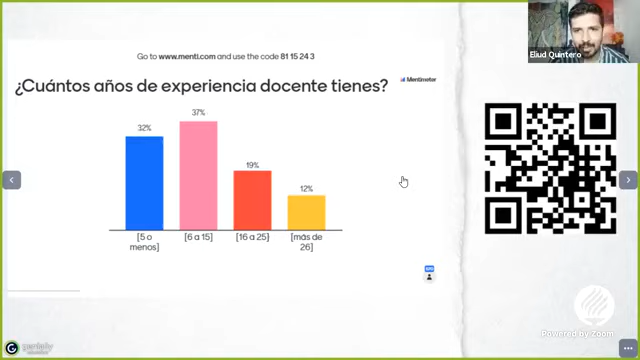 Go to www.menti.com and use the code 81 15 24 3
Mentimeter
¿Cuántos años de experiencia docente tienes?
32%
37%
19%
12%
[5 o
menos]
[6 a 15]
[16 a 25]
[más de
26]
Eliud Quintero
genially
Powered by Zoom